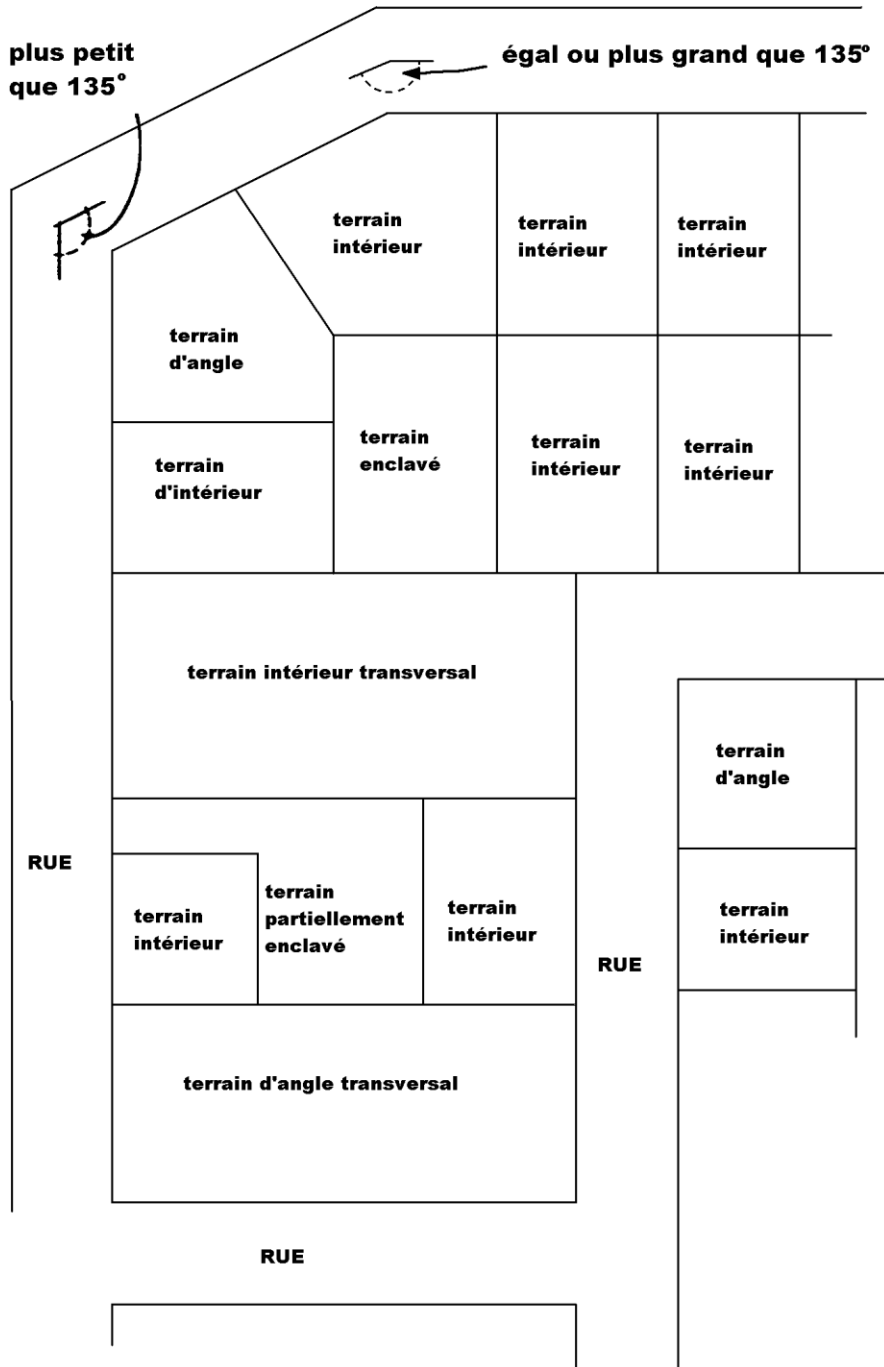 plus petit
que 135°
égal ou plus grand que 135°
terrain
intérieur
terrain
intérieur
terrain
intérieur
terrain
d'angle
terrain
d'intérieur
terrain
enclavé
terrain
intérieur
terrain
intérieur
terrain intérieur transversal
terrain
d'angle
RUE
terrain
intérieur
terrain
partiellement
enclavé
terrain
intérieur
terrain
intérieur
RUE
terrain d'angle transversal
RUE